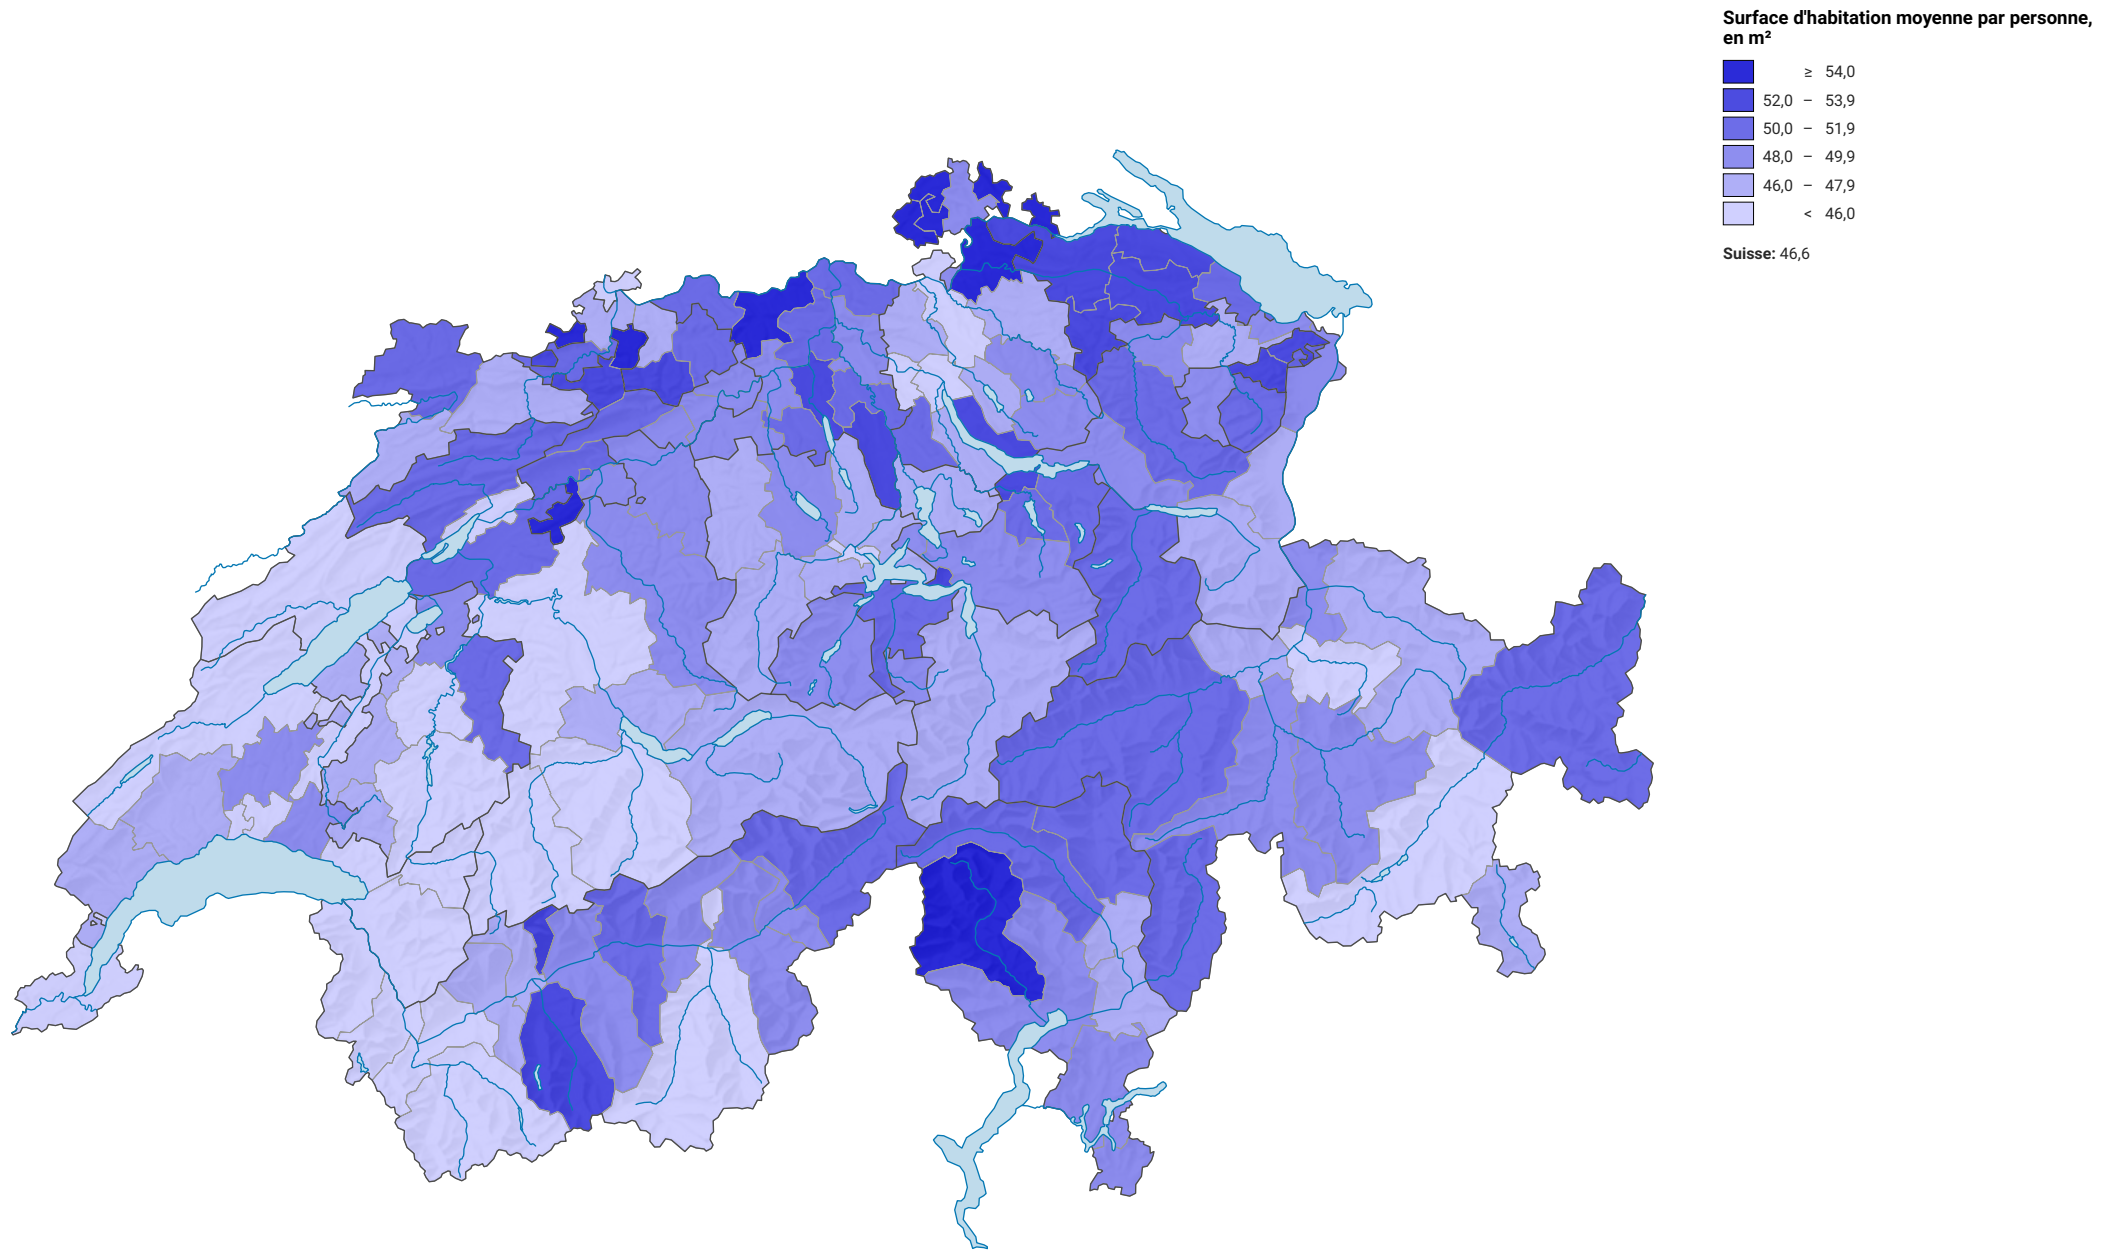 Surface d'habitation moyenne par personne,
en m²
≥ 54,0
52,0 – 53,9
50,0 – 51,9
48,0 – 49,9
46,0 – 47,9
< 46,0
Suisse: 46,6